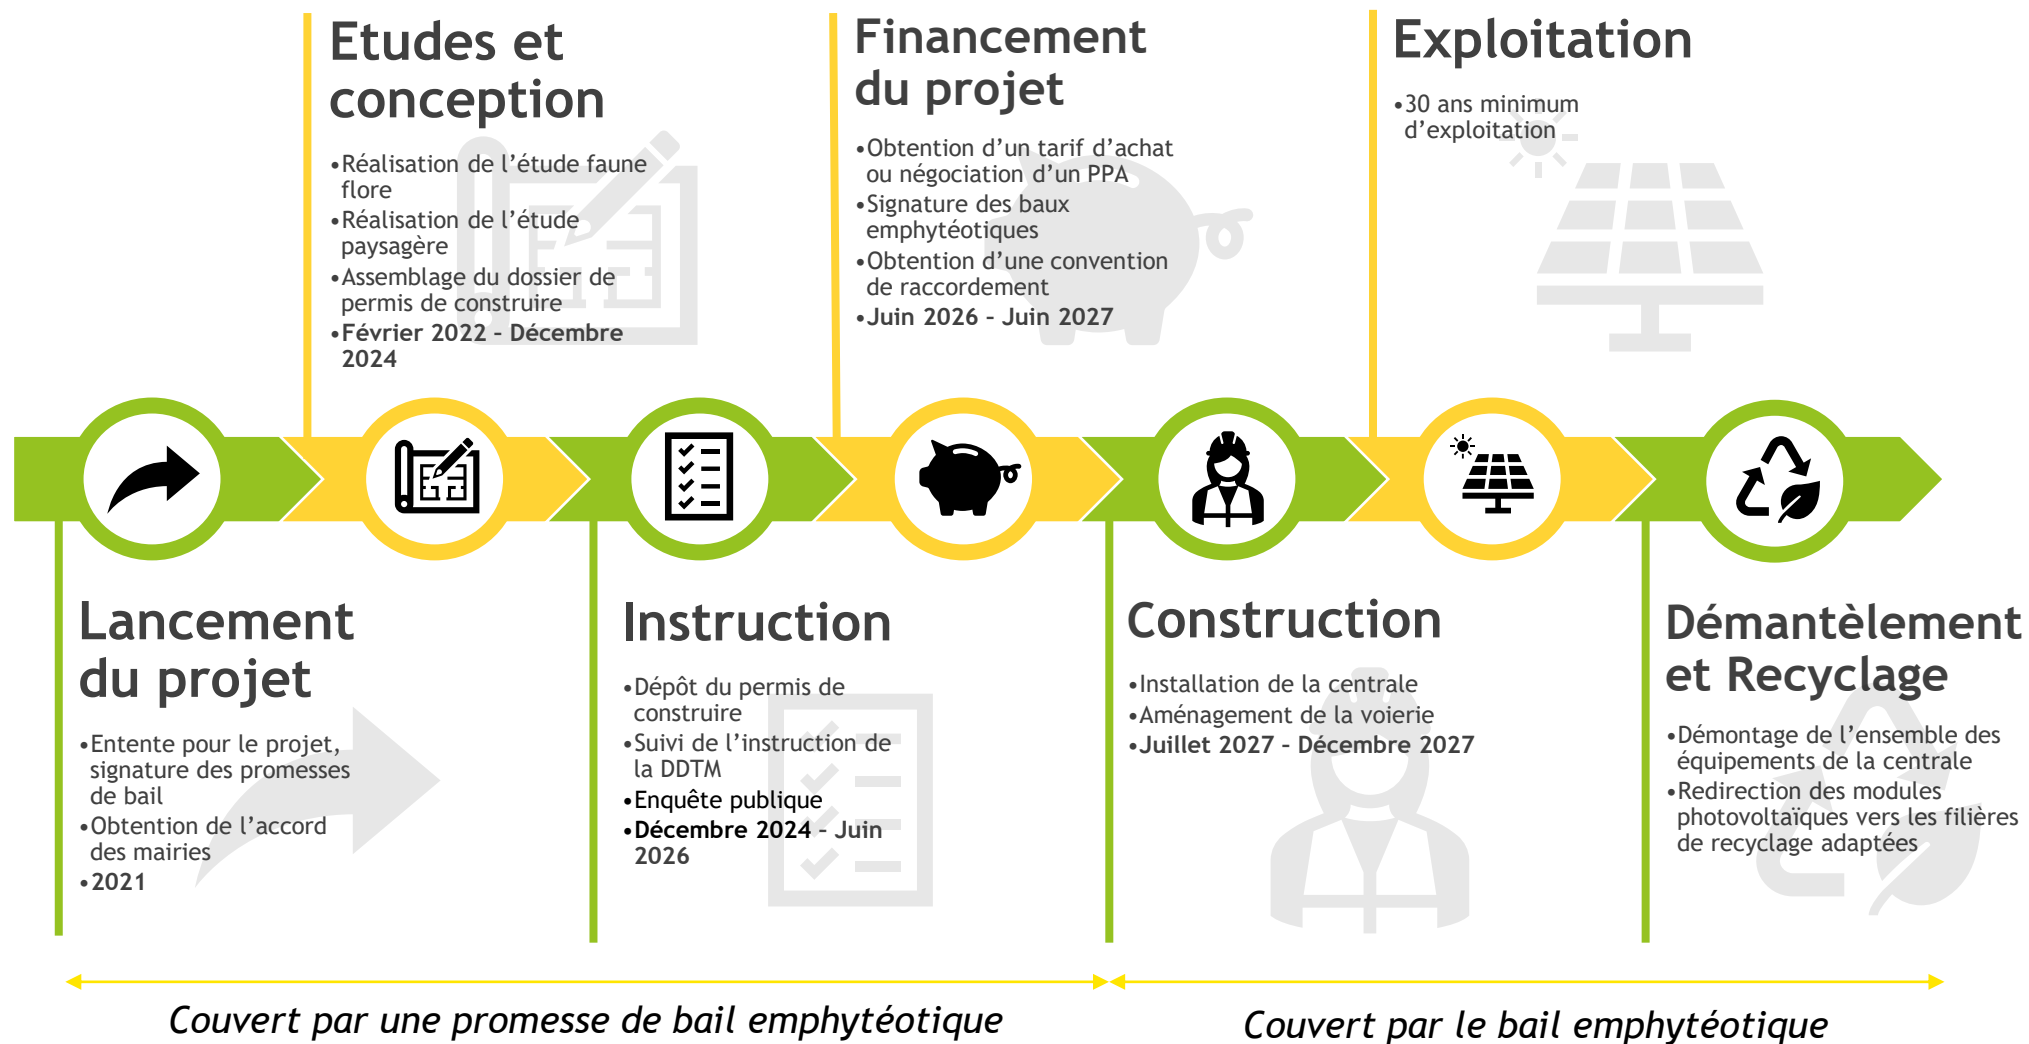 Etudes et
conception
•Réalisation de l’étude faune
flore
•Réalisation de l’étude
paysagère
•Assemblage du dossier de
permis de construire
•Février 2022 – Décembre
2024
Financement
du projet
•Obtention d’un tarif d’achat
ou négociation d’un PPA
•Signature des baux
emphytéotiques
•Obtention d’une convention
de raccordement
•Juin 2026 - Juin 2027
Exploitation
•30 ans minimum
d’exploitation
Lancement
du projet
•Entente pour le projet,
signature des promesses
de bail
•Obtention de l’accord
des mairies
•2021
Instruction
•Dépôt du permis de
construire
•Suivi de l’instruction de
la DDTM
•Enquête publique
•Décembre 2024 – Juin
2026
Construction
•Installation de la centrale
•Aménagement de la voierie
•Juillet 2027 – Décembre 2027
Démantèlement
et Recyclage
•Démontage de l’ensemble des
équipements de la centrale
•Redirection des modules
photovoltaïques vers les filières
de recyclage adaptées
Couvert par une promesse de bail emphytéotique
Couvert par le bail emphytéotique